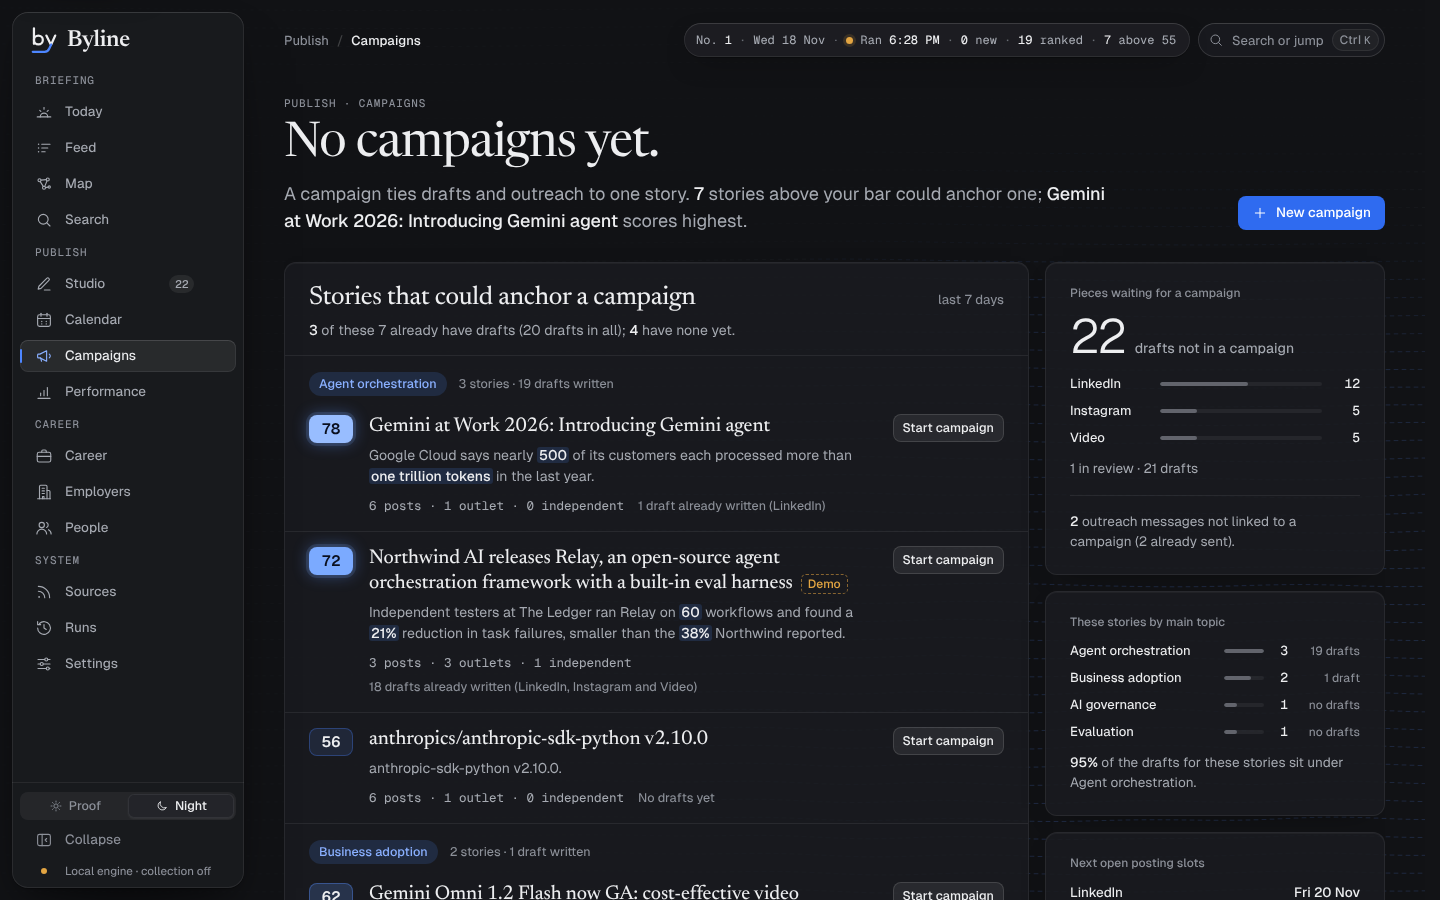 by Byline
BRIEFING
Today
Feed
Map
Search
PUBLISH
Studio 22
Calendar
Campaigns
Performance
CAREER
Career
Employers
People
SYSTEM
Sources
Runs
Settings
Proof Night
Collapse
Local engine · collection off
Publish / Campaigns
No. 1 · Wed 18 Nov · Ran 6:28 PM · 0 new · 19 ranked · 7 above 55
Search or jump Ctrl K
PUBLISH · CAMPAIGNS
No campaigns yet.
A campaign ties drafts and outreach to one story. 7 stories above your bar could anchor one; Gemini
at Work 2026: Introducing Gemini agent scores highest.
New campaign
Stories that could anchor a campaign
last 7 days
3 of these 7 already have drafts (20 drafts in all); 4 have none yet.
Agent orchestration 3 stories · 19 drafts written
78 Gemini at Work 2026: Introducing Gemini agent Start campaign
Google Cloud says nearly 500 of its customers each processed more than
one trillion tokens in the last year.
6 posts · 1 outlet · 0 independent 1 draft already written (LinkedIn)
72 Northwind AI releases Relay, an open-source agent Start campaign
orchestration framework with a built-in eval harness Demo
Independent testers at The Ledger ran Relay on 60 workflows and found a
21% reduction in task failures, smaller than the 38% Northwind reported.
3 posts · 3 outlets · 1 independent
18 drafts already written (LinkedIn, Instagram and Video)
56 anthropics/anthropic-sdk-python v2.10.0 Start campaign
anthropic-sdk-python v2.10.0.
6 posts · 1 outlet · 0 independent No drafts yet
Business adoption 2 stories · 1 draft written
62 Gemini Omni 1.2 Flash now GA: cost-effective video Start campaign
Pieces waiting for a campaign
22 drafts not in a campaign
LinkedIn 12
Instagram 5
Video 5
1 in review · 21 drafts
2 outreach messages not linked to a
campaign (2 already sent).
These stories by main topic
Agent orchestration 3 19 drafts
Business adoption 2 1 draft
AI governance 1 no drafts
Evaluation 1 no drafts
95% of the drafts for these stories sit under
Agent orchestration.
Next open posting slots
LinkedIn Fri 20 Nov